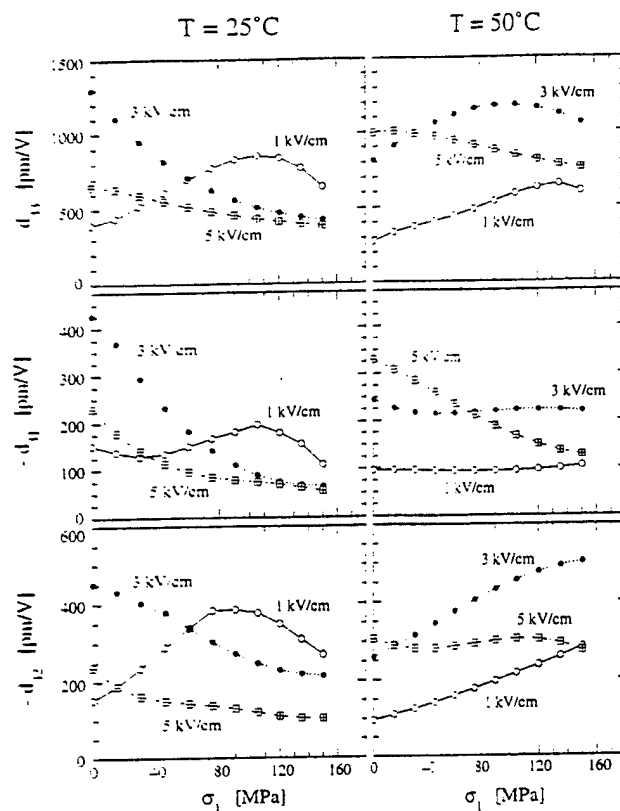 T = 25°C
T = 50°C
1500
1000
500
0
d33 [pm/V]
3 kV/cm
1 kV/cm
5 kV/cm
3 kV/cm
5 kV/cm
1 kV/cm
400
300
200
100
0
- d31 [pm/V]
3 kV/cm
1 kV/cm
5 kV/cm
5 kV/cm
3 kV/cm
1 kV/cm
600
400
200
0
- d32 [pm/V]
3 kV/cm
1 kV/cm
5 kV/cm
3 kV/cm
5 kV/cm
1 kV/cm
0 80 120 160
0 80 120 160
σ1 [MPa]
σ1 [MPa]